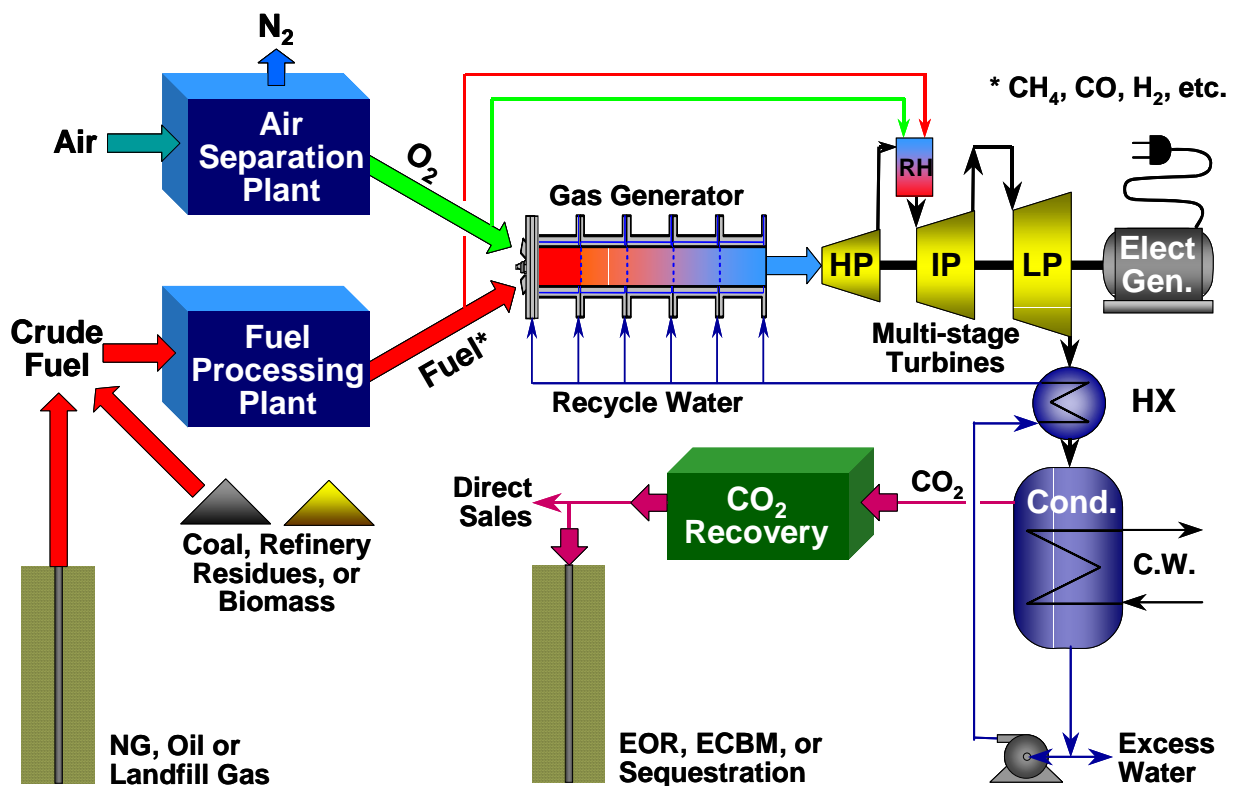 N₂
* CH₄, CO, H₂, etc.
Air
Air
Separation
Plant
O₂
RH
Gas Generator
HP
IP
LP
Elect
Gen.
Crude
Fuel
Fuel
Processing
Plant
Fuel*
Multi-stage
Turbines
Recycle Water
HX
Direct
Sales
CO₂
Recovery
CO₂
Cond.
C.W.
Coal, Refinery
Residues, or
Biomass
NG, Oil or
Landfill Gas
EOR, ECBM, or
Sequestration
Excess
Water